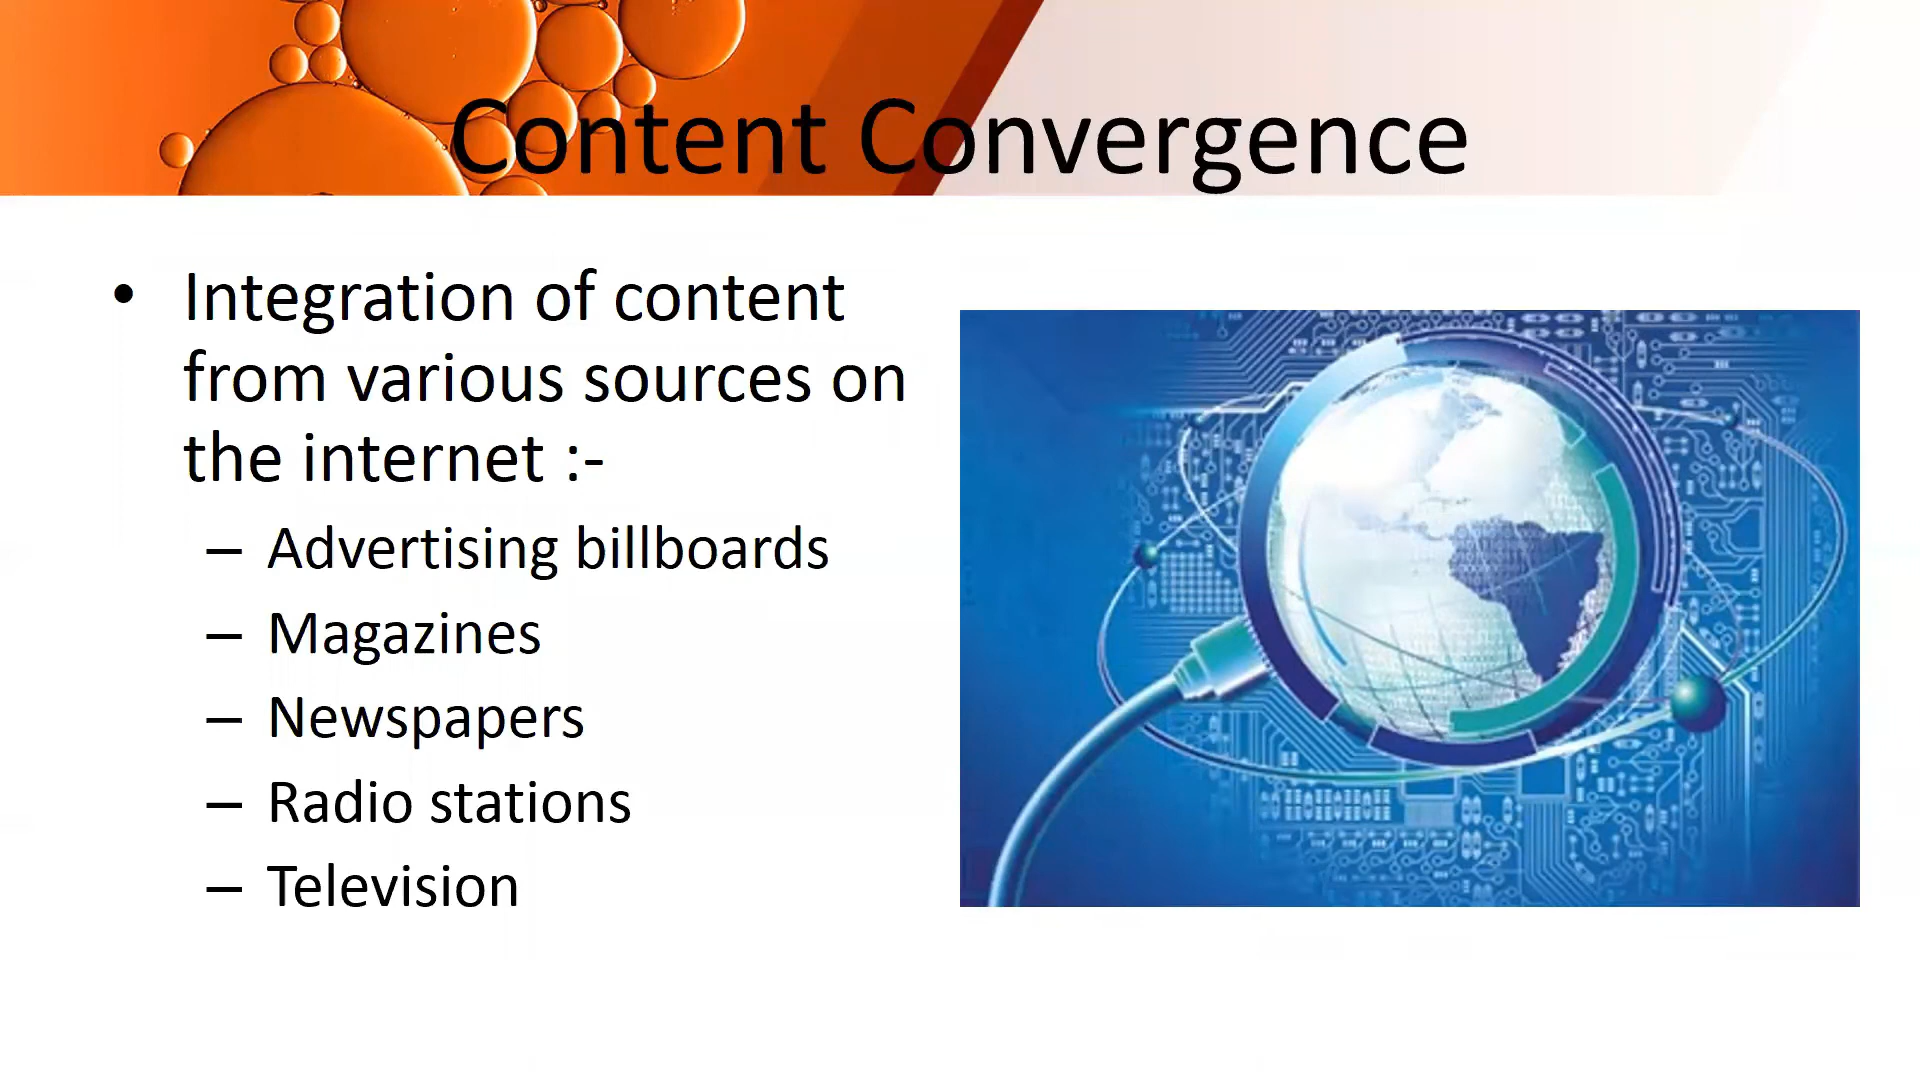 Content Convergence
• Integration of content
from various sources on
the internet :-
– Advertising billboards
– Magazines
– Newspapers
– Radio stations
– Television